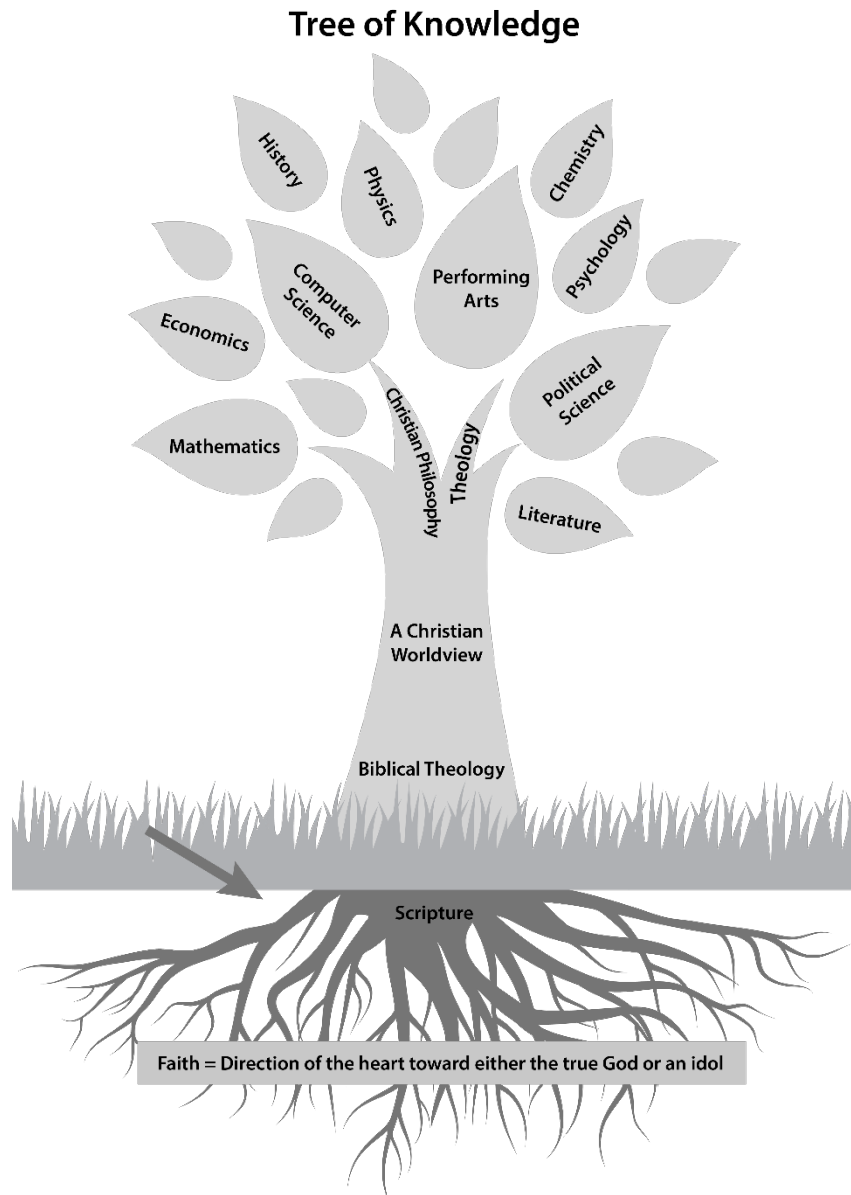 Tree of Knowledge
History
Physics
Chemistry
Psychology
Performing
Arts
Computer
Science
Economics
Political
Science
Mathematics
Christian Philosophy
Theology
Literature
A Christian
Worldview
Biblical Theology
Scripture
Faith = Direction of the heart toward either the true God or an idol